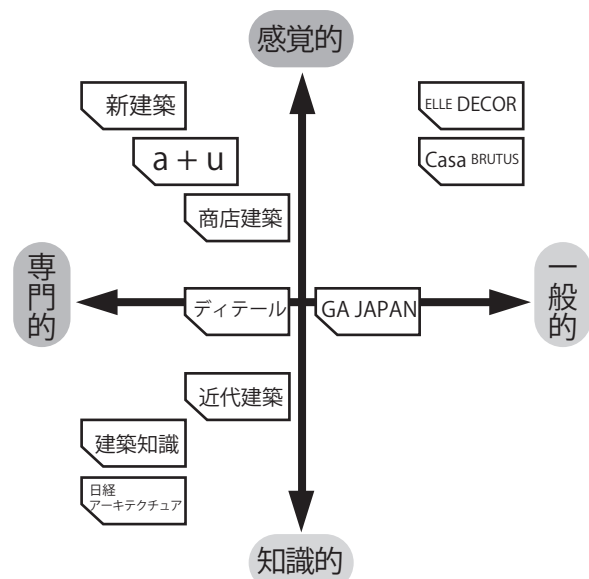 感覚的
新建築
ELLE DECOR
a + u
Casa BRUTUS
商店建築
専門的
ディテール
GA JAPAN
一般的
近代建築
建築知識
日経
アーキテクチュア
知識的